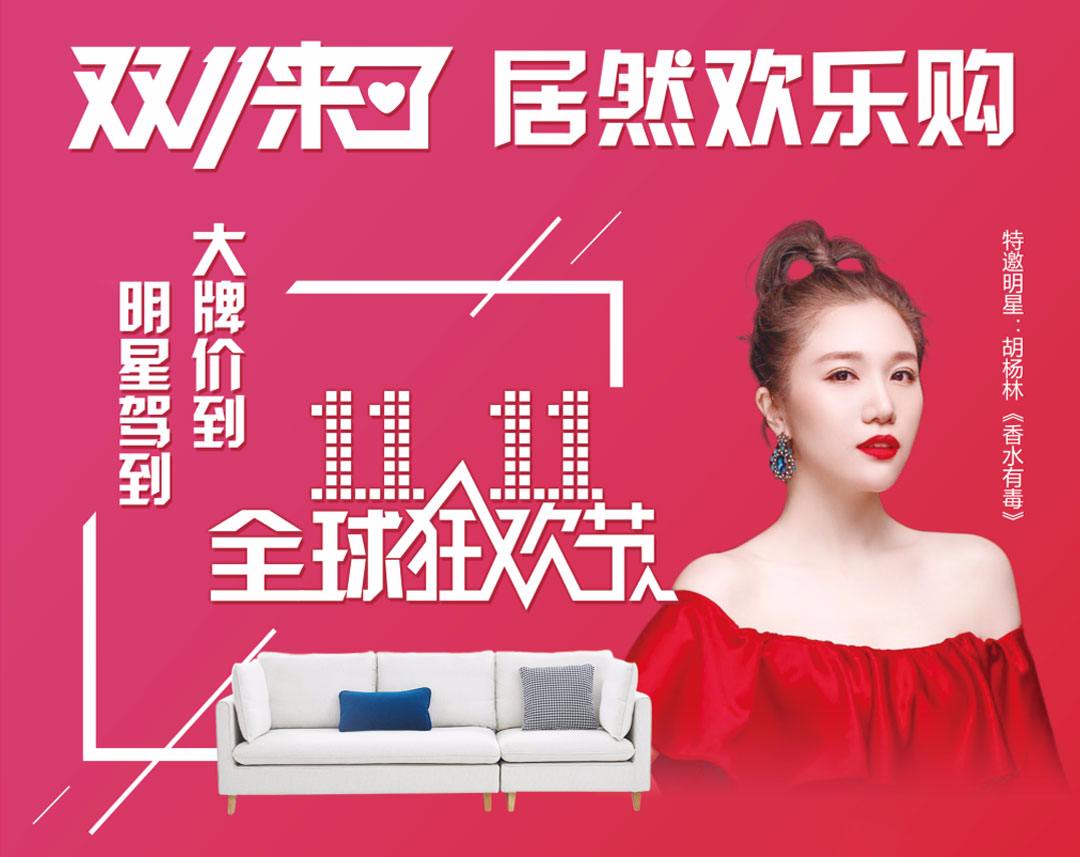 双11来了 居然欢乐购
大牌价到
明星驾到
11.11
全球狂欢节
特邀明星：胡杨林《香水有毒》